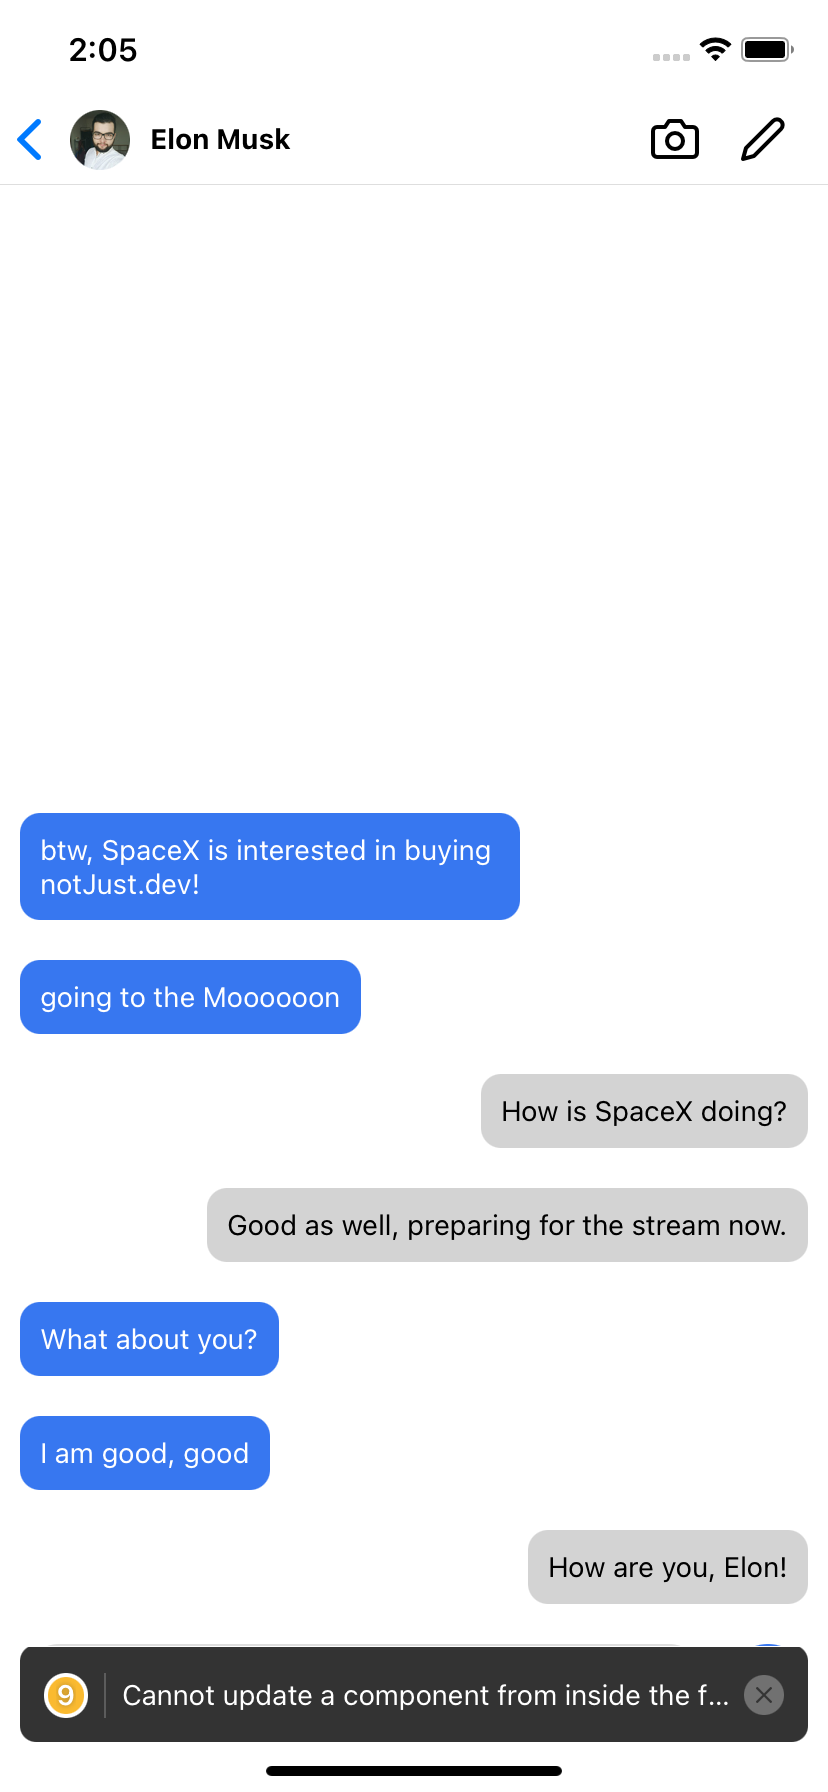 2:05
Elon Musk
btw, SpaceX is interested in buying
notJust.dev!
going to the Moooooon
How is SpaceX doing?
Good as well, preparing for the stream now.
What about you?
I am good, good
How are you, Elon!
9
Cannot update a component from inside the f...